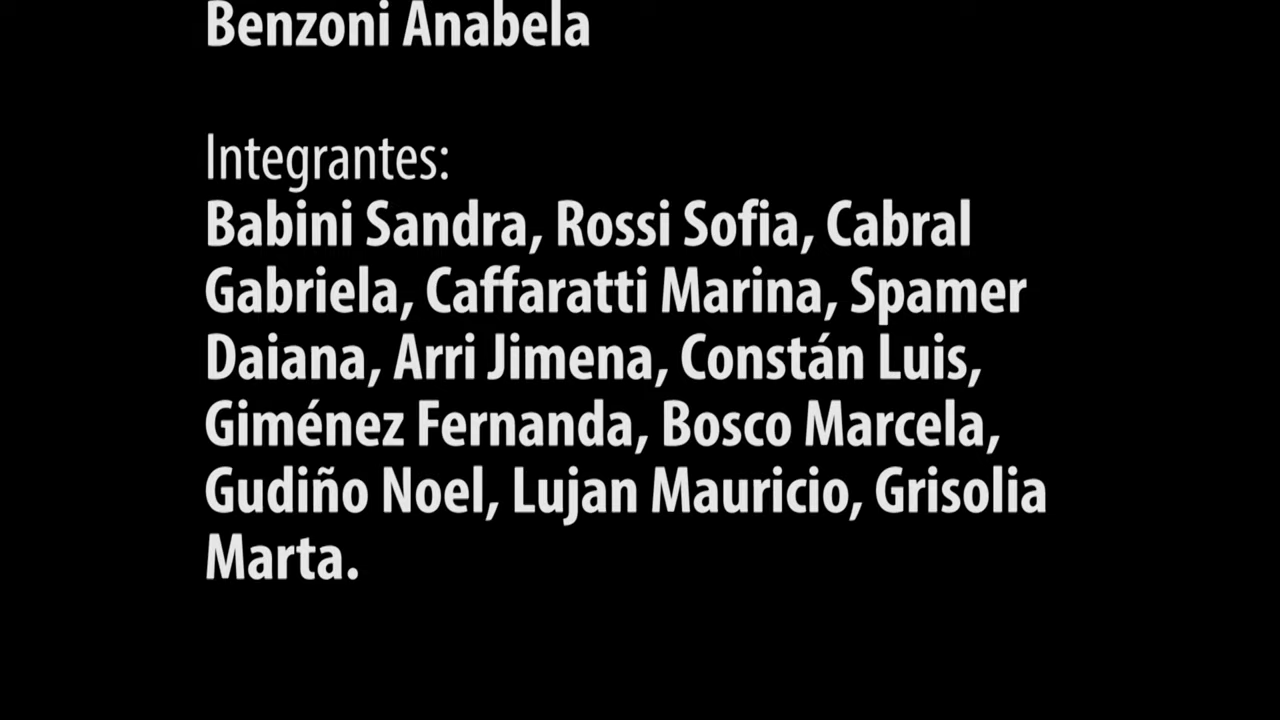 Benzoni Anabela
Integrantes:
Babini Sandra, Rossi Sofia, Cabral
Gabriela, Caffaratti Marina, Spamer
Daiana, Arri Jimena, Constán Luis,
Giménez Fernanda, Bosco Marcela,
Gudiño Noel, Lujan Mauricio, Grisolia
Marta.